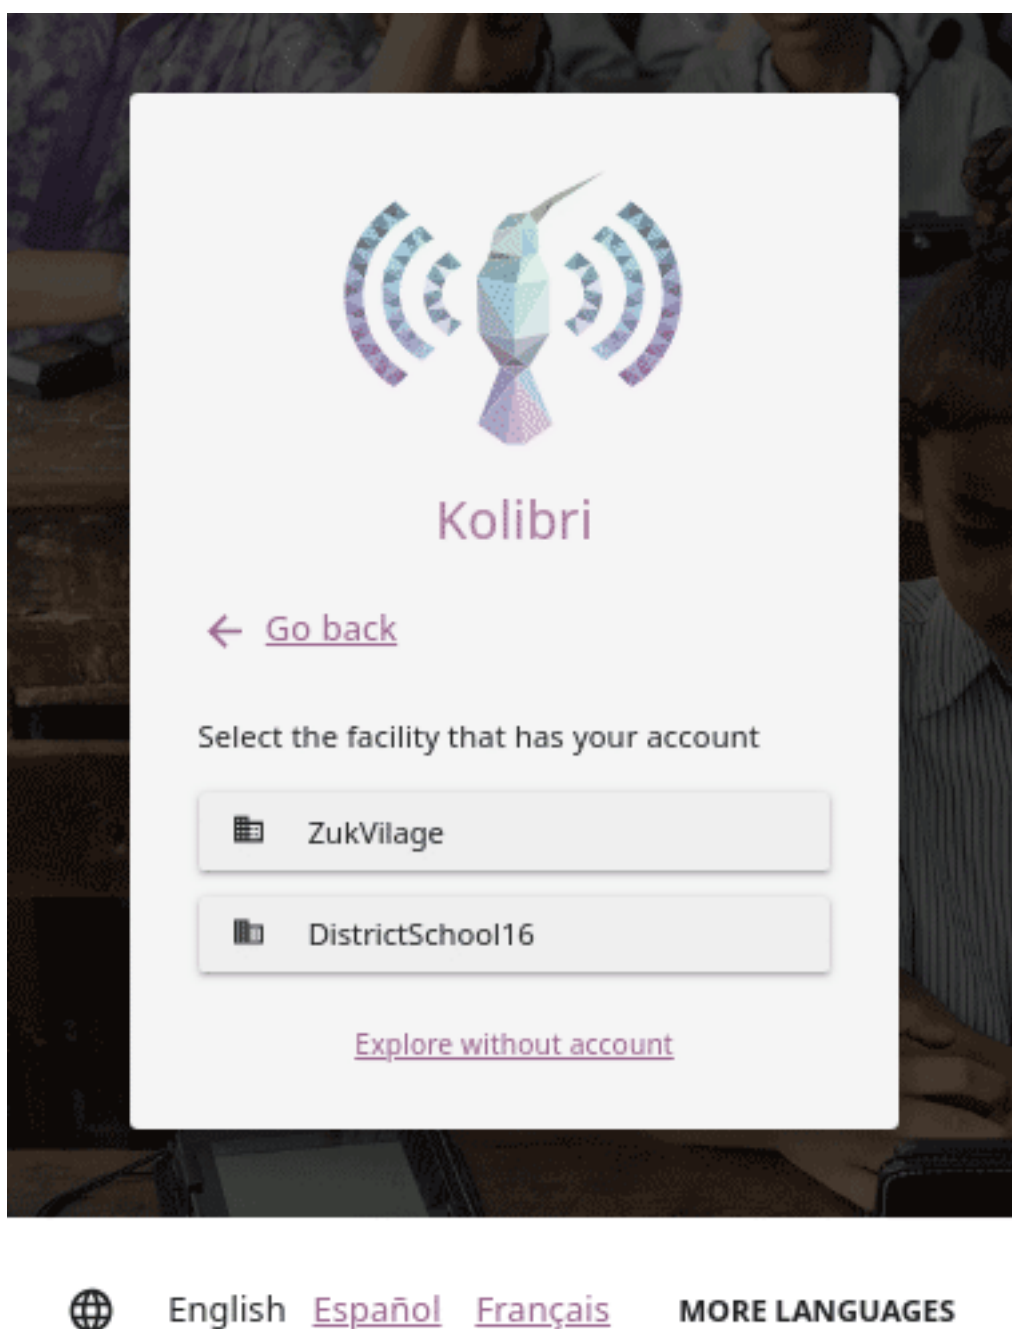 Kolibri
Go back
Select the facility that has your account
ZukVilage
DistrictSchool16
Explore without account
English Español Français MORE LANGUAGES